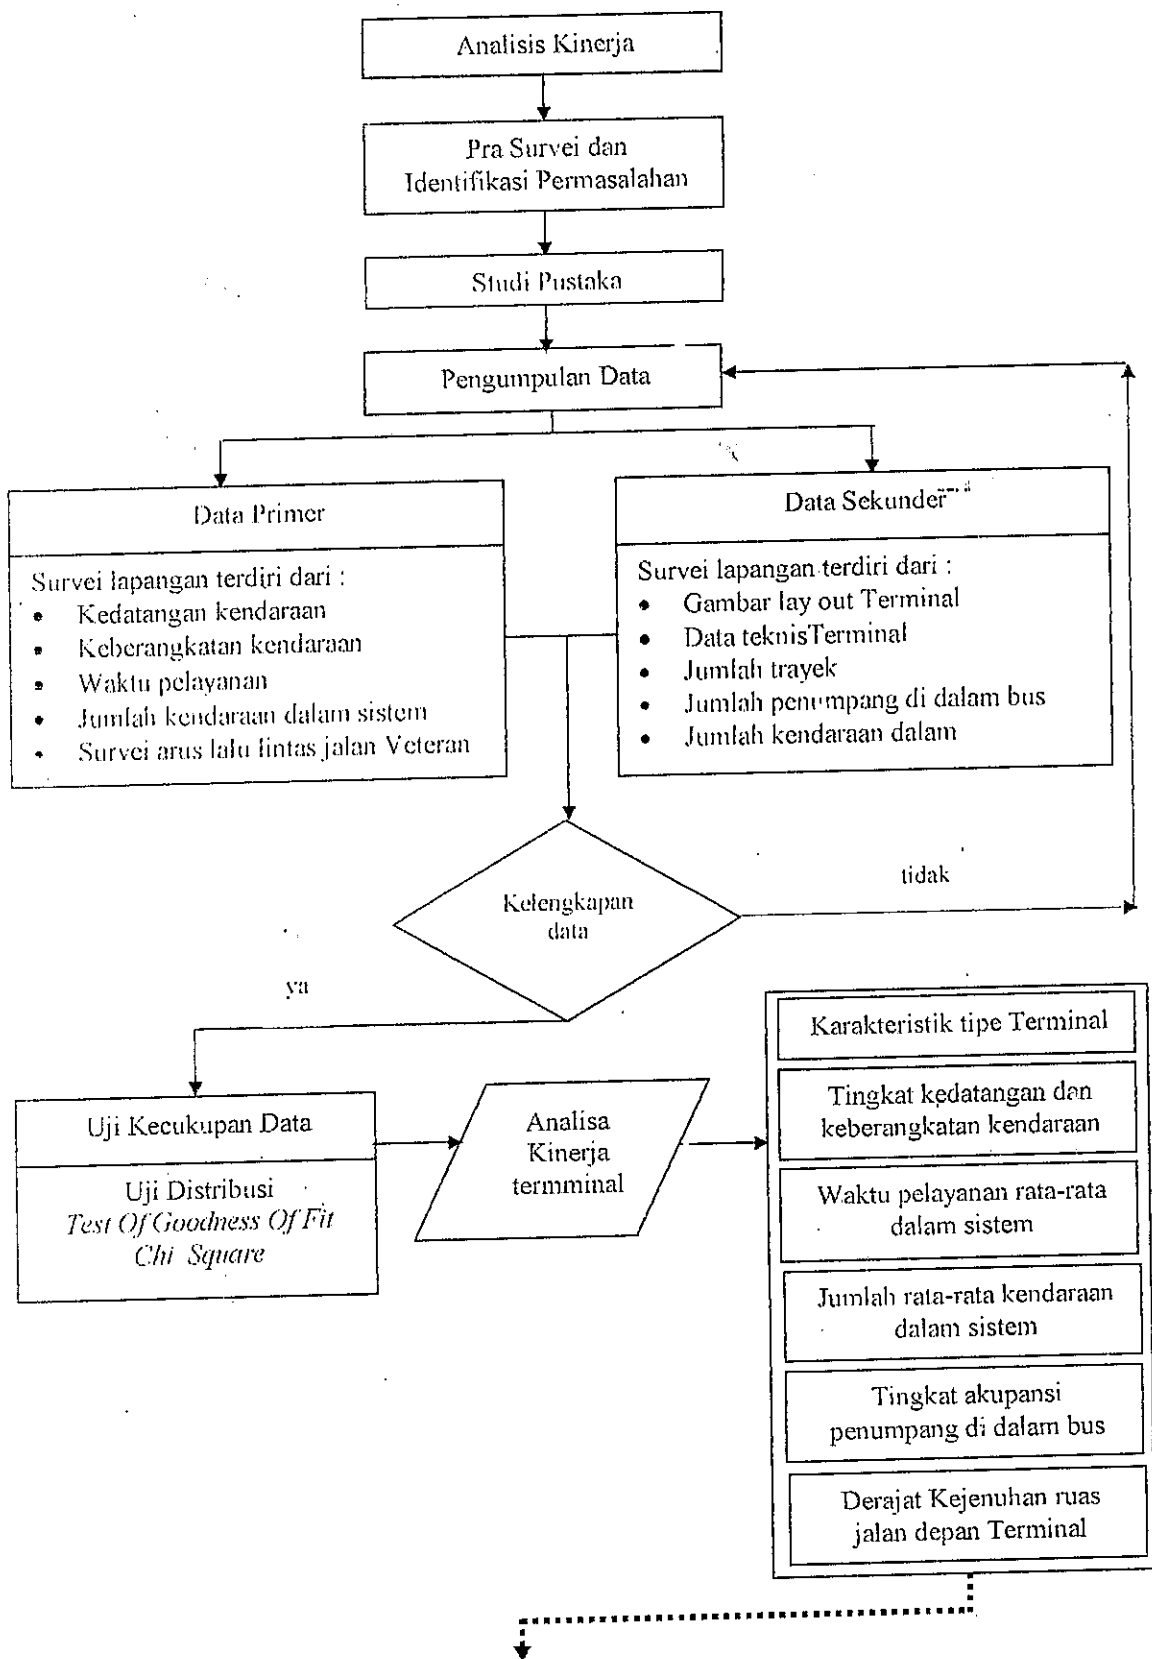 Analisis Kinerja
Pra Survei dan
Identifikasi Permasalahan
Studi Pustaka
Pengumpulan Data
Data Primer
Survei lapangan terdiri dari :
• Kedatangan kendaraan
• Keberangkatan kendaraan
• Waktu pelayanan
• Jumlah kendaraan dalam sistem
• Survei arus lalu lintas jalan Veteran
Data Sekunder
Survei lapangan terdiri dari :
• Gambar lay out Terminal
• Data teknisTerminal
• Jumlah trayek
• Jumlah penumpang di dalam bus
• Jumlah kendaraan dalam
Kelengkapan
data
tidak
ya
Uji Kecukupan Data
Uji Distribusi
Test Of Goodness Of Fit
Chi Square
Analisa
Kinerja
termminal
Karakteristik tipe Terminal
Tingkat kedatangan dan
keberangkatan kendaraan
Waktu pelayanan rata-rata
dalam sistem
Jumlah rata-rata kendaraan
dalam sistem
Tingkat akupansi
penumpang di dalam bus
Derajat Kejenuhan ruas
jalan depan Terminal